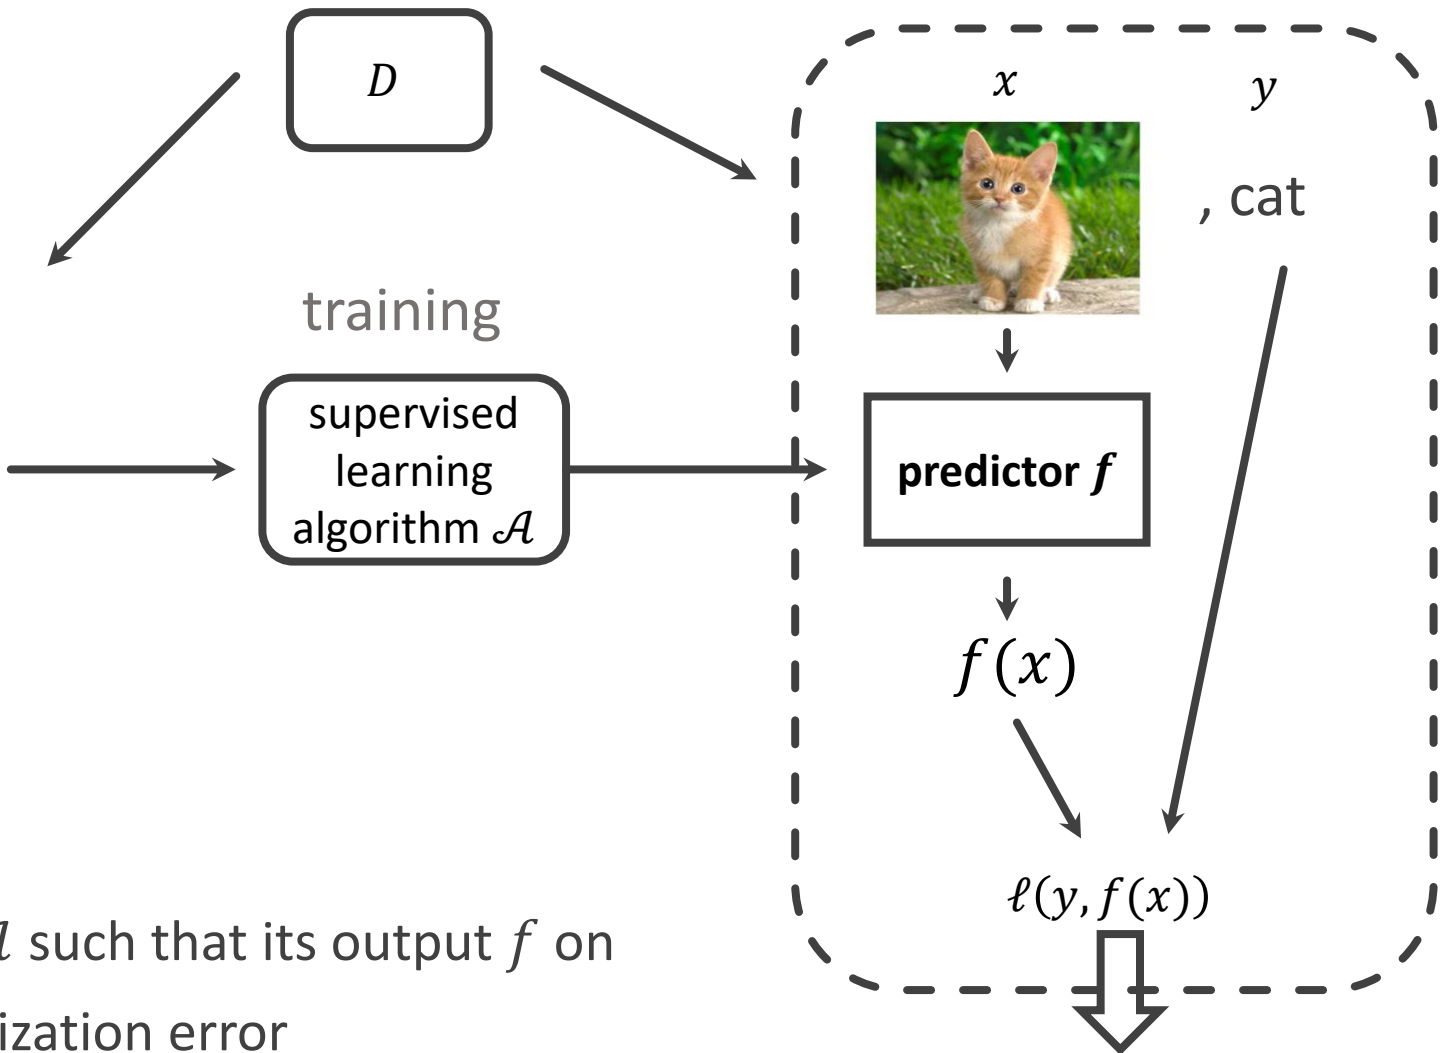 D
x y
, cat
training
supervised
learning
algorithm 𝒜
predictor f
f(x)
ℓ(y, f(x))
such that its output f on
ization error